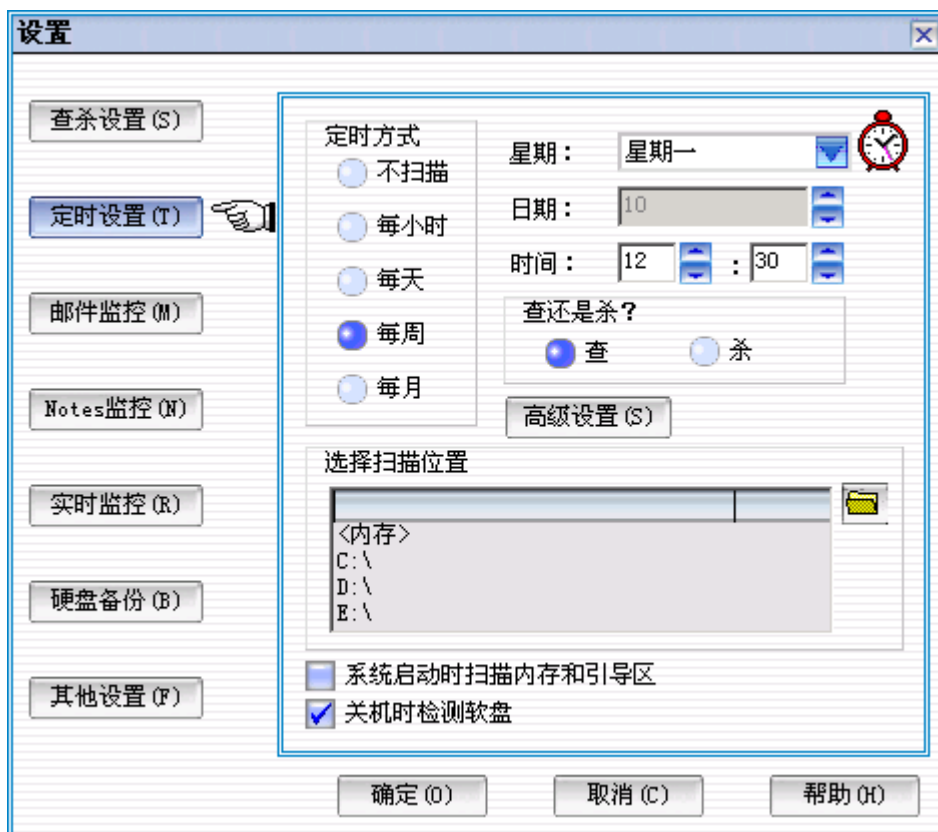 设置
查杀设置(S)
定时设置(T)
邮件监控(M)
Notes监控(N)
实时监控(R)
硬盘备份(B)
其他设置(F)
定时方式
不扫描
每小时
每天
每周
每月
星期： 星期一
日期： 10
时间： 12 : 30
查还是杀?
查 杀
高级设置(S)
选择扫描位置
<内存>
C:\
D:\
E:\
系统启动时扫描内存和引导区
关机时检测软盘
确定(O) 取消(C) 帮助(H)